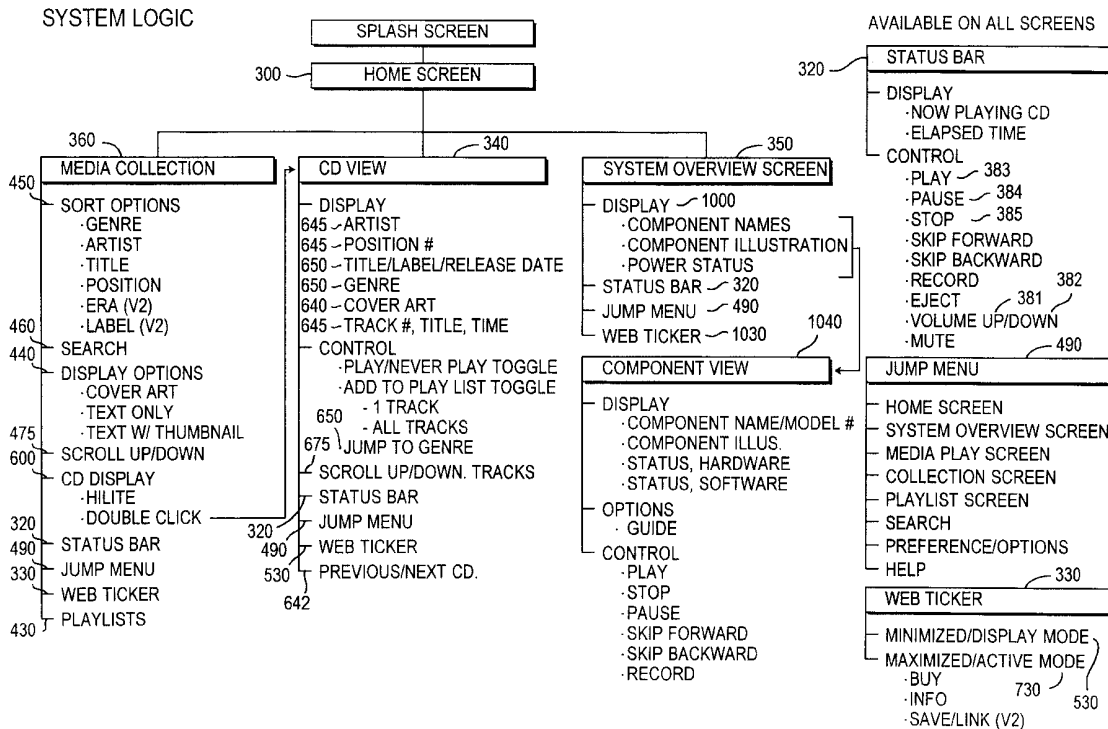 SYSTEM LOGIC
SPLASH SCREEN
300
HOME SCREEN
360
MEDIA COLLECTION
450
SORT OPTIONS
·GENRE
·ARTIST
·TITLE
·POSITION
·ERA (V2)
·LABEL (V2)
460
SEARCH
440
DISPLAY OPTIONS
·COVER ART
·TEXT ONLY
·TEXT W/ THUMBNAIL
475
SCROLL UP/DOWN
600
CD DISPLAY
·HILITE
·DOUBLE CLICK
320
STATUS BAR
490
JUMP MENU
330
WEB TICKER
PLAYLISTS
430
340
CD VIEW
DISPLAY
645 ARTIST
645 POSITION #
650 TITLE/LABEL/RELEASE DATE
650 GENRE
640 COVER ART
645 TRACK #, TITLE, TIME
CONTROL
·PLAY/NEVER PLAY TOGGLE
·ADD TO PLAY LIST TOGGLE
- 1 TRACK
- ALL TRACKS
650
JUMP TO GENRE
675
SCROLL UP/DOWN. TRACKS
STATUS BAR
320
JUMP MENU
490
WEB TICKER
530
PREVIOUS/NEXT CD.
642
350
SYSTEM OVERVIEW SCREEN
DISPLAY 1000
·COMPONENT NAMES
·COMPONENT ILLUSTRATION
·POWER STATUS
STATUS BAR 320
JUMP MENU 490
WEB TICKER 1030
1040
COMPONENT VIEW
DISPLAY
·COMPONENT NAME/MODEL #
·COMPONENT ILLUS.
·STATUS, HARDWARE
·STATUS, SOFTWARE
OPTIONS
· GUIDE
CONTROL
·PLAY
·STOP
·PAUSE
·SKIP FORWARD
·SKIP BACKWARD
·RECORD
AVAILABLE ON ALL SCREENS
320
STATUS BAR
DISPLAY
·NOW PLAYING CD
·ELAPSED TIME
CONTROL
·PLAY 383
·PAUSE 384
·STOP 385
·SKIP FORWARD
·SKIP BACKWARD
·RECORD
·EJECT 381 382
·VOLUME UP/DOWN
·MUTE
490
JUMP MENU
HOME SCREEN
SYSTEM OVERVIEW SCREEN
MEDIA PLAY SCREEN
COLLECTION SCREEN
PLAYLIST SCREEN
SEARCH
PREFERENCE/OPTIONS
HELP
330
WEB TICKER
MINIMIZED/DISPLAY MODE
530
MAXIMIZED/ACTIVE MODE
730
·BUY
·INFO
·SAVE/LINK (V2)